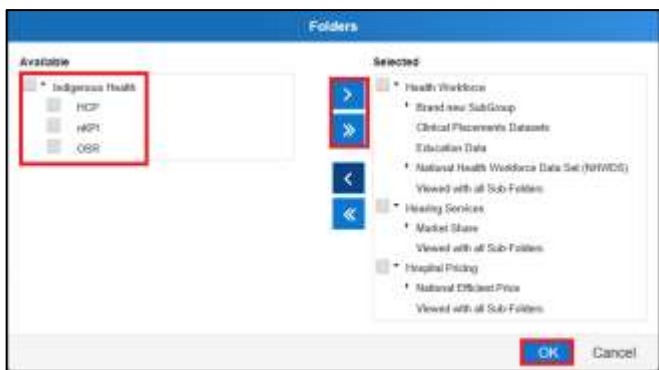 Folders
Available
Indigenous Health
HCP
nKPI
OSR
Selected
Health Workforce
Brand new SubGroup
Clinical Placements Datasets
Education Data
National Health Workforce Data Set (NHWDS)
Viewed with all Sub-Folders
Hearing Services
Market Share
Viewed with all Sub-Folders
Hospital Pricing
National Efficient Price
Viewed with all Sub-Folders
OK
Cancel